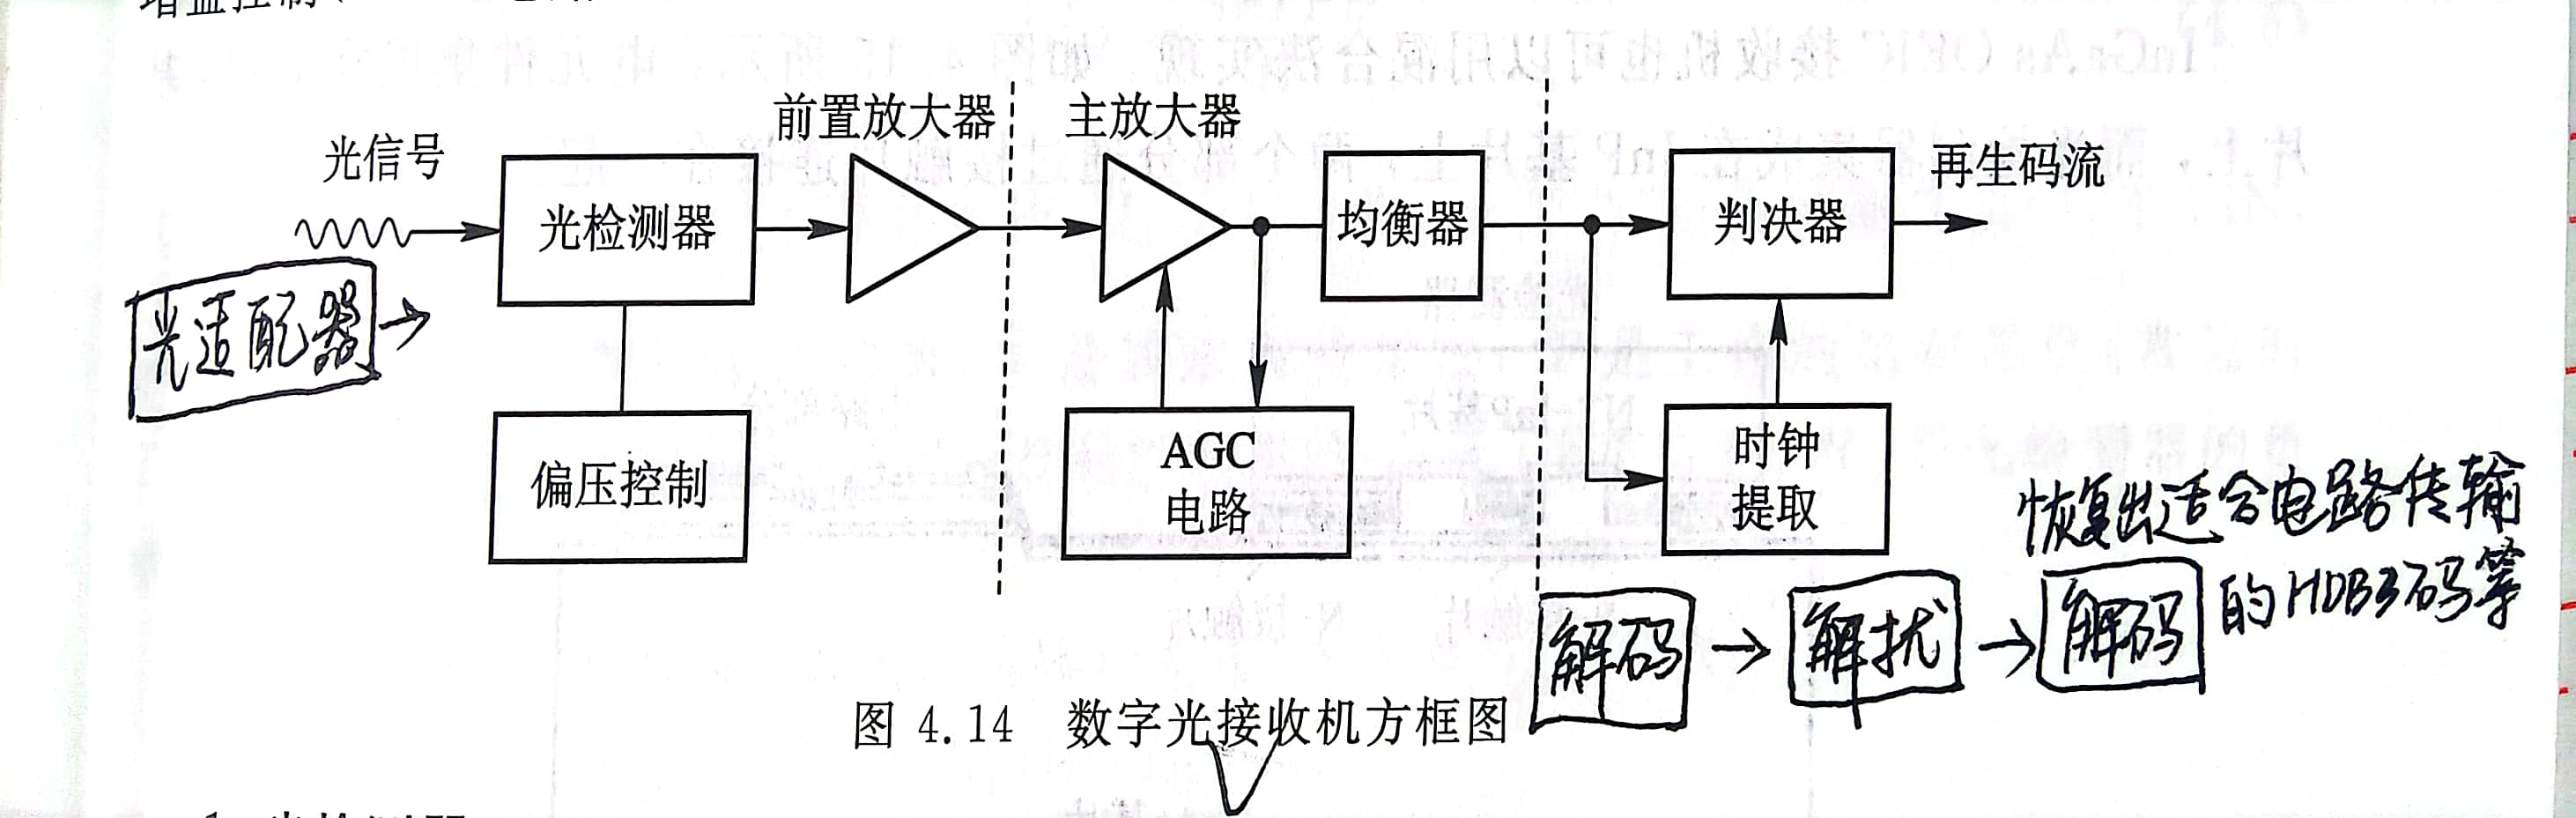 前置放大器 主放大器
光信号 光检测器 均衡器 判决器 再生码流
光适配器→
偏压控制 AGC 时钟
电路 提取
恢复出适合电路传输
的HDB3码等
解码→解扰→解码
图 4.14 数字光接收机方框图